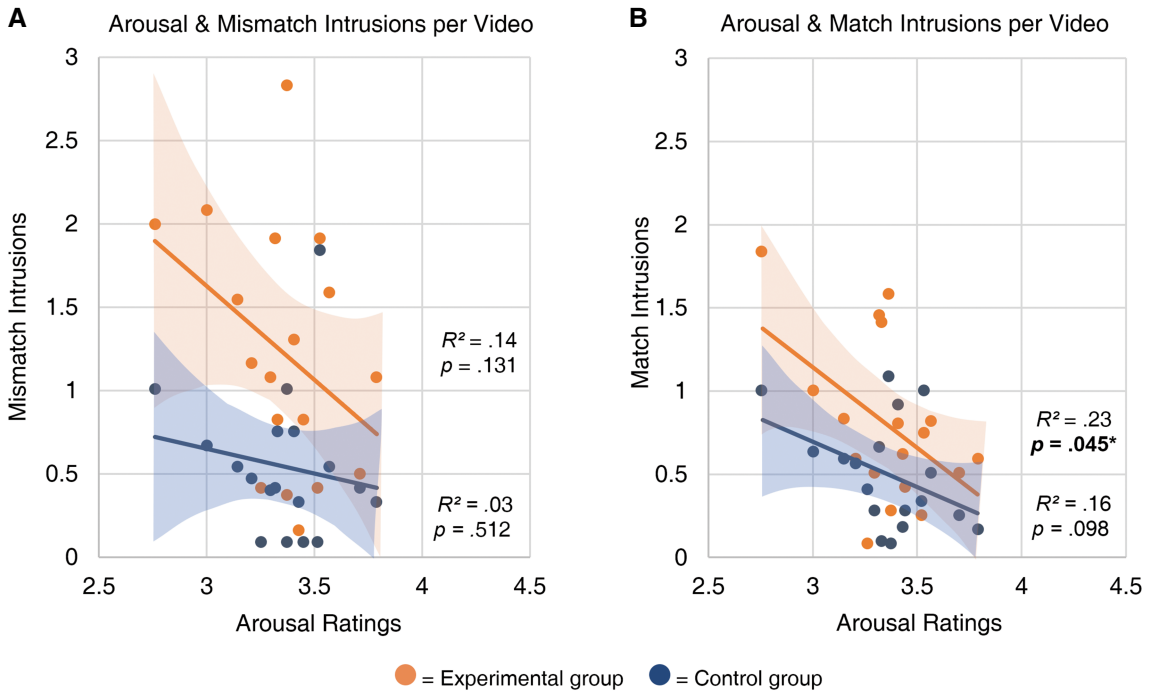 A
Arousal & Mismatch Intrusions per Video
3
2.5
2
1.5
1
0.5
0
Mismatch Intrusions
R² = .14
p = .131
R² = .03
p = .512
2.5 3 3.5 4 4.5
Arousal Ratings
B
Arousal & Match Intrusions per Video
3
2.5
2
1.5
1
0.5
0
Match Intrusions
R² = .23
p = .045*
R² = .16
p = .098
2.5 3 3.5 4 4.5
Arousal Ratings
= Experimental group = Control group